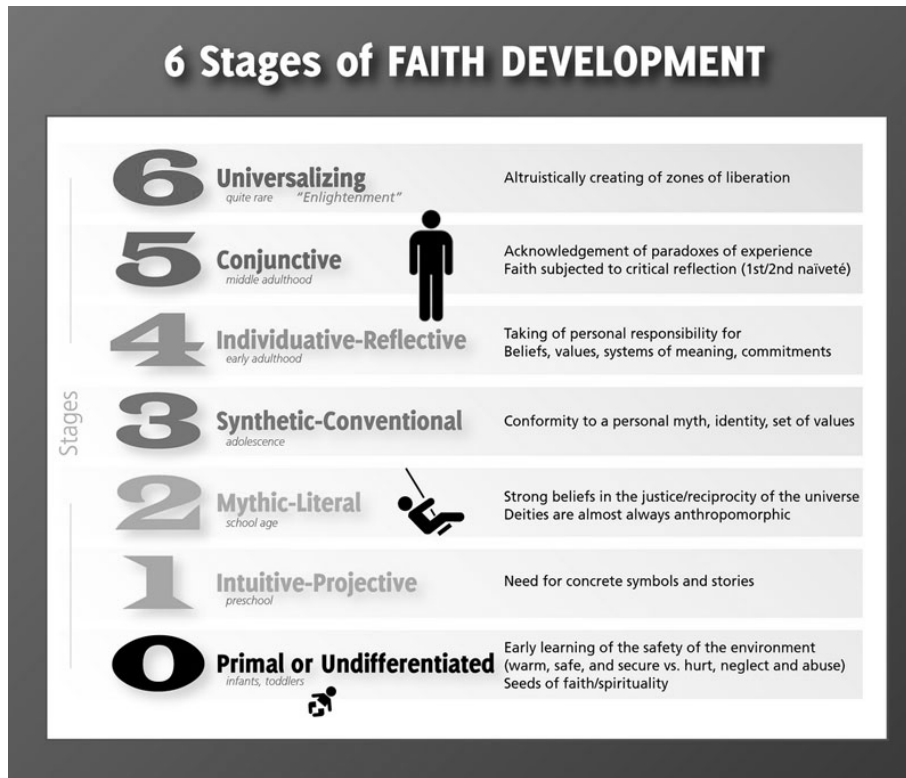 6 Stages of FAITH DEVELOPMENT
6
Universalizing
quite rare "Enlightenment"
Altruistically creating of zones of liberation
5
Conjunctive
middle adulthood
Acknowledgement of paradoxes of experience
Faith subjected to critical reflection (1st/2nd naïveté)
4
Individuative-Reflective
early adulthood
Taking of personal responsibility for
Beliefs, values, systems of meaning, commitments
Stages
3
Synthetic-Conventional
adolescence
Conformity to a personal myth, identity, set of values
2
Mythic-Literal
school age
Strong beliefs in the justice/reciprocity of the universe
Deities are almost always anthropomorphic
1
Intuitive-Projective
preschool
Need for concrete symbols and stories
0
Primal or Undifferentiated
infants, toddlers
Early learning of the safety of the environment
(warm, safe, and secure vs. hurt, neglect and abuse)
Seeds of faith/spirituality